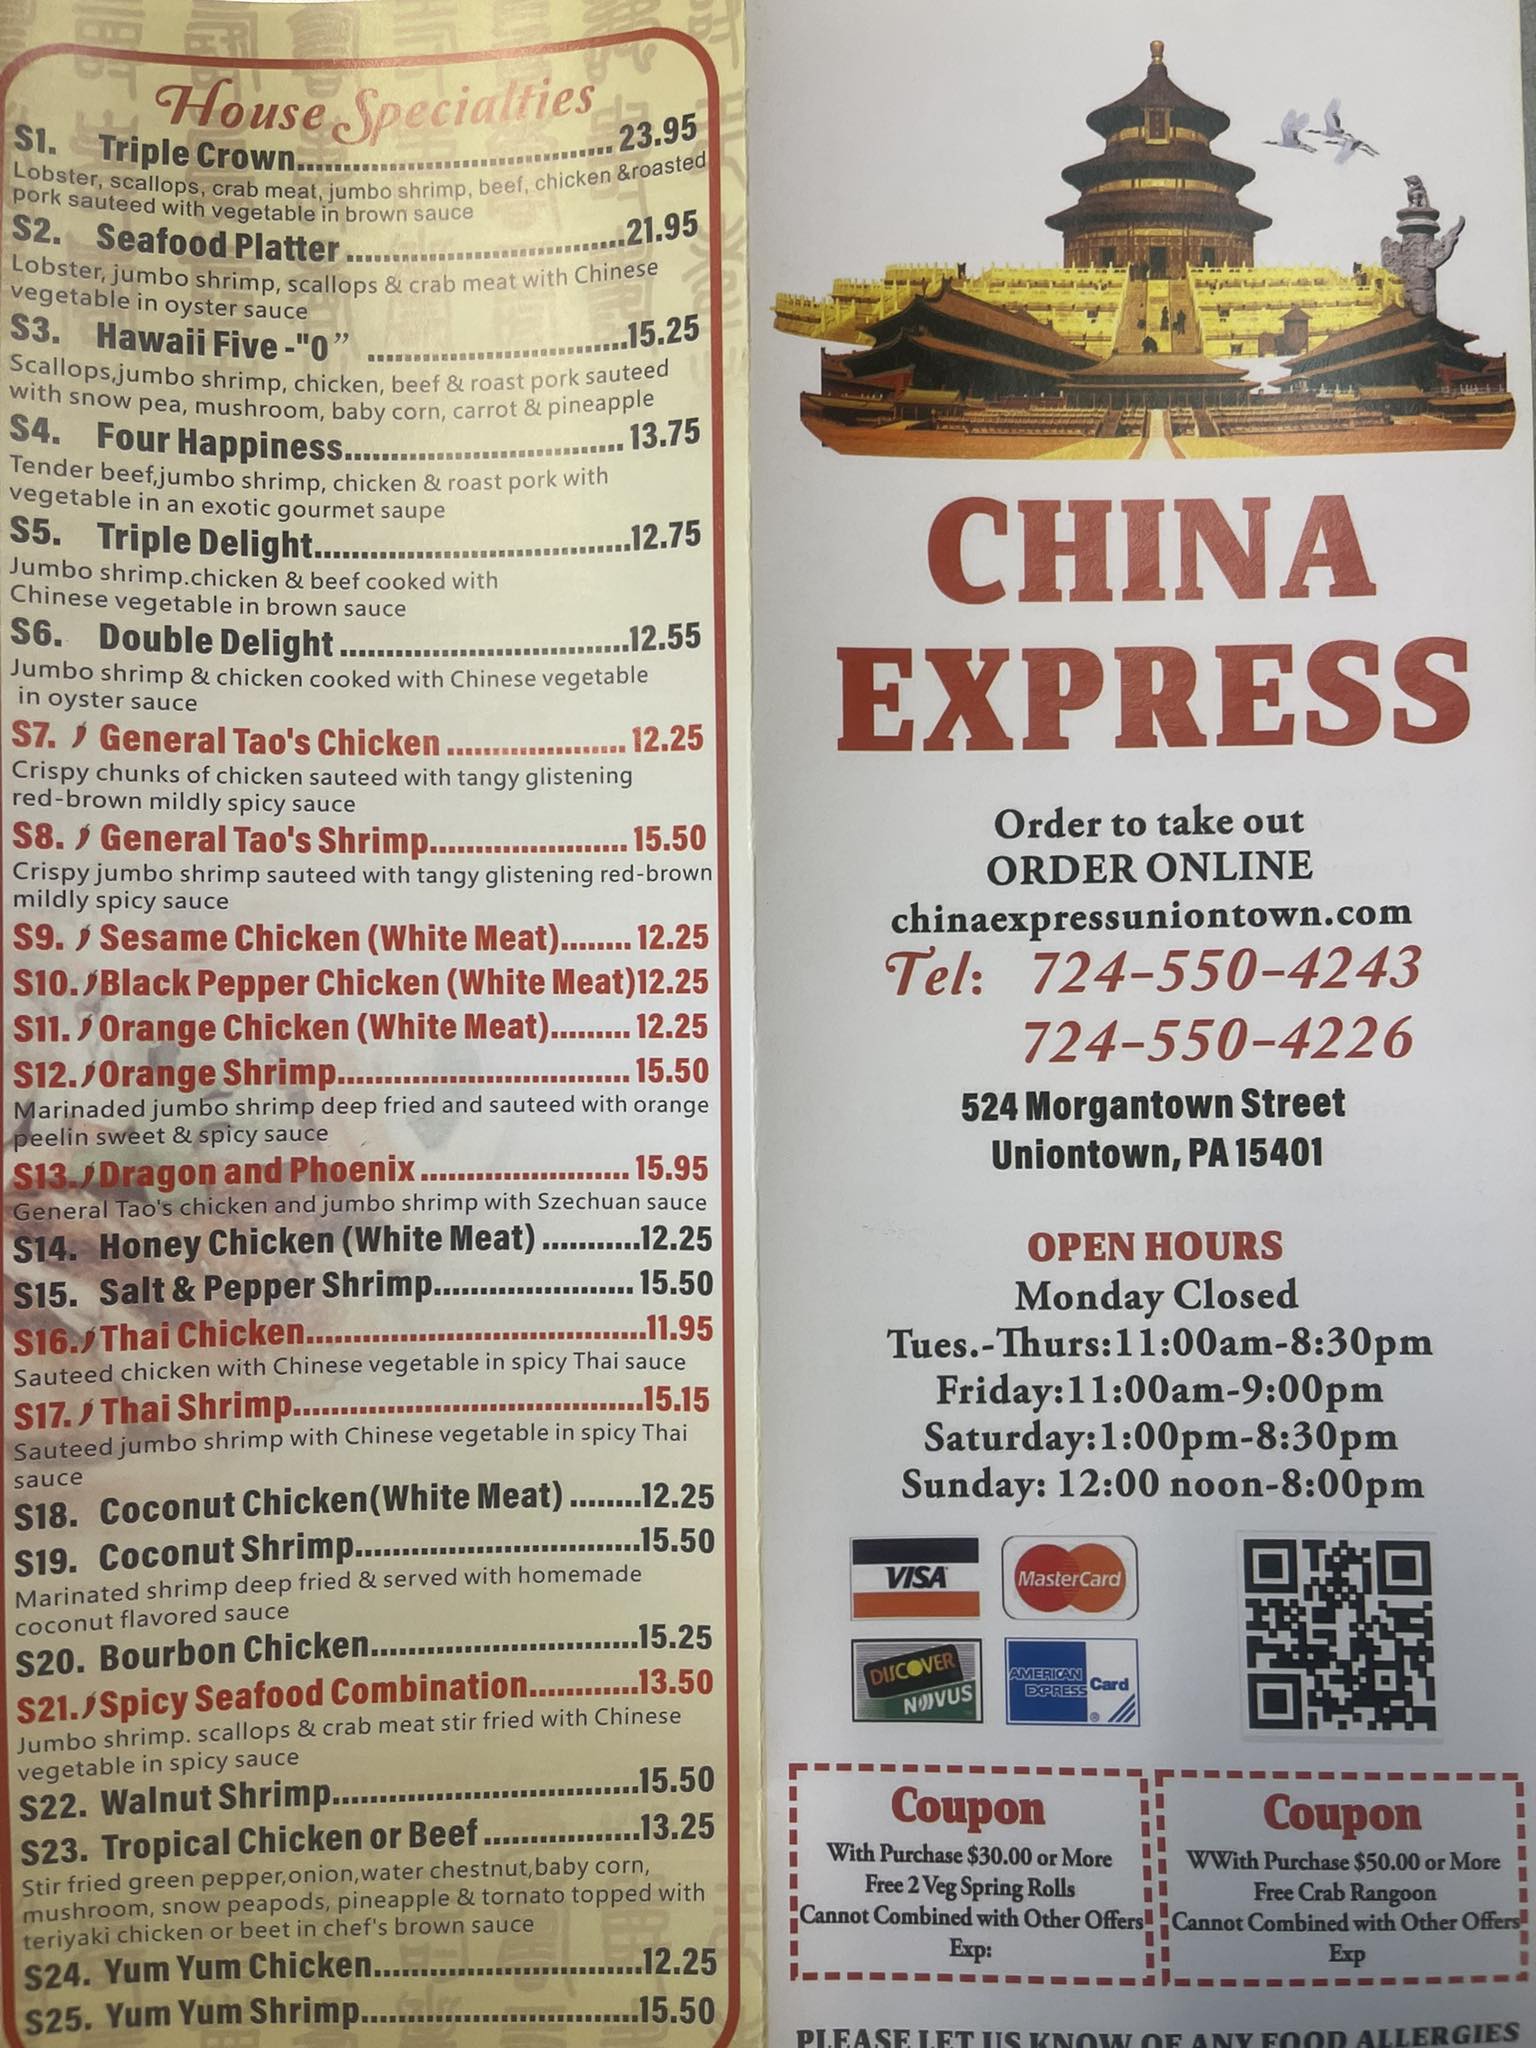 House Specialties
S1. Triple Crown 23.95
Lobster, scallops, crab meat, jumbo shrimp, beef, chicken &roasted
pork sauteed with vegetable in brown sauce
S2. Seafood Platter 21.95
Lobster, jumbo shrimp, scallops & crab meat with Chinese
vegetable in oyster sauce
S3. Hawaii Five -"0” 15.25
Scallops,jumbo shrimp, chicken, beef & roast pork sauteed
with snow pea, mushroom, baby corn, carrot & pineapple
S4. Four Happiness 13.75
Tender beef,jumbo shrimp, chicken & roast pork with
vegetable in an exotic gourmet saupe
S5. Triple Delight 12.75
Jumbo shrimp.chicken & beef cooked with
Chinese vegetable in brown sauce
S6. Double Delight 12.55
Jumbo shrimp & chicken cooked with Chinese vegetable
in oyster sauce
S7. General Tao's Chicken 12.25
Crispy chunks of chicken sauteed with tangy glistening
red-brown mildly spicy sauce
S8. General Tao's Shrimp 15.50
Crispy jumbo shrimp sauteed with tangy glistening red-brown
mildly spicy sauce
S9. Sesame Chicken (White Meat) 12.25
S10. Black Pepper Chicken (White Meat) 12.25
S11. Orange Chicken (White Meat) 12.25
S12. Orange Shrimp 15.50
Marinaded jumbo shrimp deep fried and sauteed with orange
peelin sweet & spicy sauce
S13. Dragon and Phoenix 15.95
General Tao's chicken and jumbo shrimp with Szechuan sauce
S14. Honey Chicken (White Meat) 12.25
S15. Salt & Pepper Shrimp 15.50
S16. Thai Chicken 11.95
Sauteed chicken with Chinese vegetable in spicy Thai sauce
S17. Thai Shrimp 15.15
Sauteed jumbo shrimp with Chinese vegetable in spicy Thai
sauce
S18. Coconut Chicken(White Meat) 12.25
S19. Coconut Shrimp 15.50
Marinated shrimp deep fried & served with homemade
coconut flavored sauce
S20. Bourbon Chicken 15.25
S21. Spicy Seafood Combination 13.50
Jumbo shrimp. scallops & crab meat stir fried with Chinese
vegetable in spicy sauce
S22. Walnut Shrimp 15.50
S23. Tropical Chicken or Beef 13.25
Stir fried green pepper,onion,water chestnut,baby corn,
mushroom, snow peapods, pineapple & tornato topped with
teriyaki chicken or beet in chef's brown sauce
S24. Yum Yum Chicken 12.25
S25. Yum Yum Shrimp 15.50
CHINA
EXPRESS
Order to take out
ORDER ONLINE
chinaexpressuniontown.com
Tel: 724-550-4243
724-550-4226
524 Morgantown Street
Uniontown, PA 15401
OPEN HOURS
Monday Closed
Tues.-Thurs:11:00am-8:30pm
Friday:11:00am-9:00pm
Saturday:1:00pm-8:30pm
Sunday: 12:00 noon-8:00pm
VISA
MasterCard
DISCOVER
NOVUS
AMERICAN
EXPRESS Card
Coupon
With Purchase $30.00 or More
Free 2 Veg Spring Rolls
Cannot Combined with Other Offers
Exp:
Coupon
WWith Purchase $50.00 or More
Free Crab Rangoon
Cannot Combined with Other Offers
Exp
PLEASE LET US KNOW OF ANY FOOD ALLERGIES